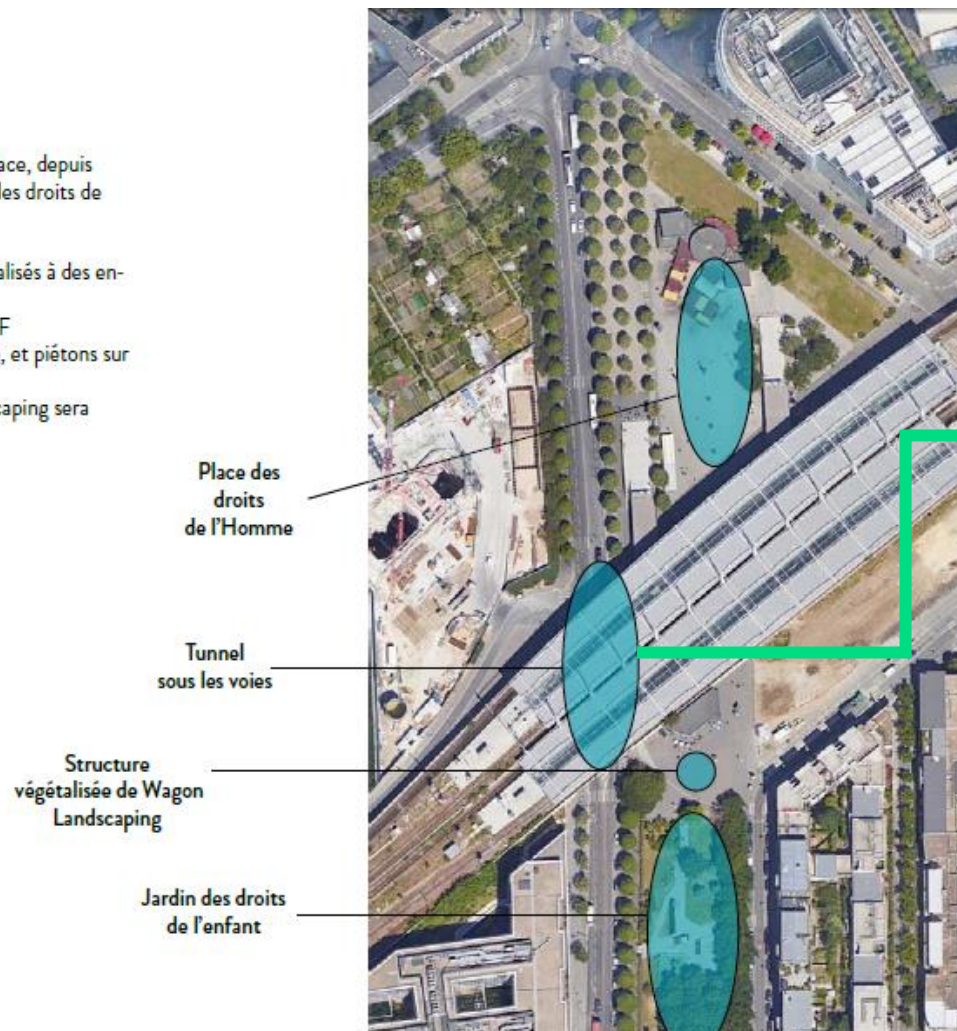 ace, depuis
les droits de
alisés à des en-
F
, et piétons sur
caping sera
Place des
droits
de l'Homme
Tunnel
sous les voies
Structure
végétalisée de Wagon
Landscaping
Jardin des droits
de l'enfant